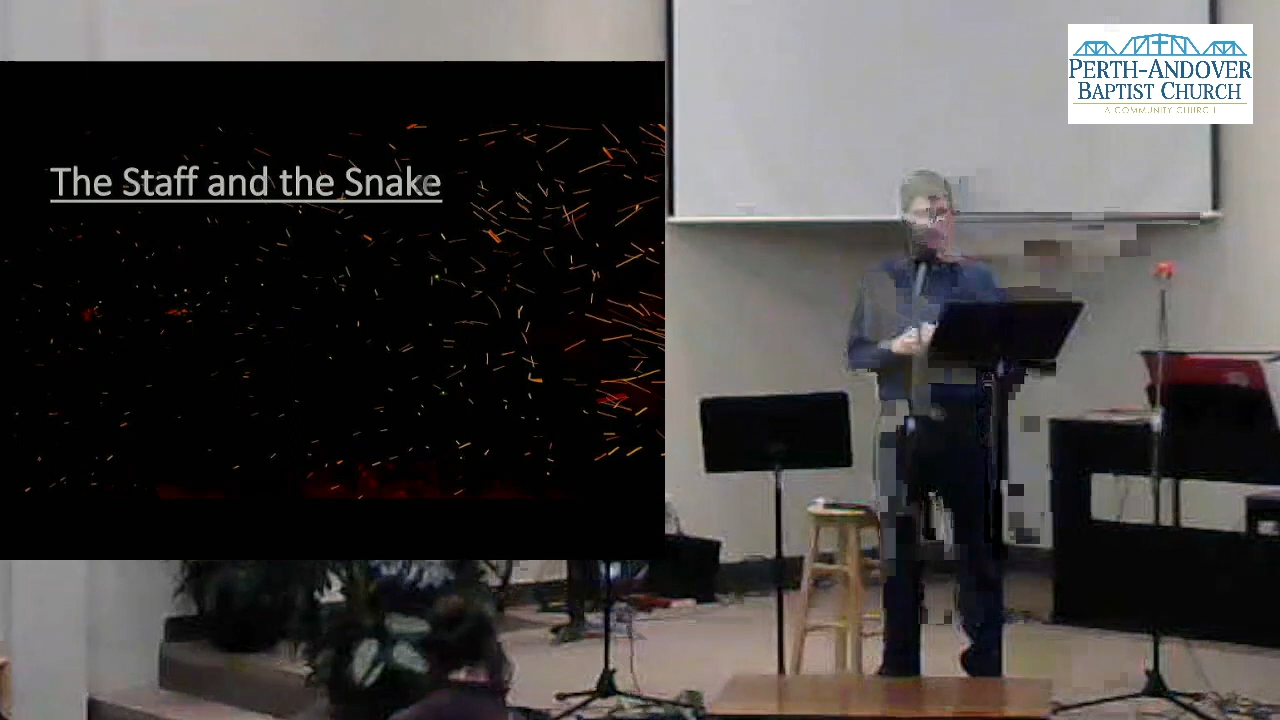 The Staff and the Snake
PERTH-ANDOVER
BAPTIST CHURCH
A COMMUNITY CHURCH